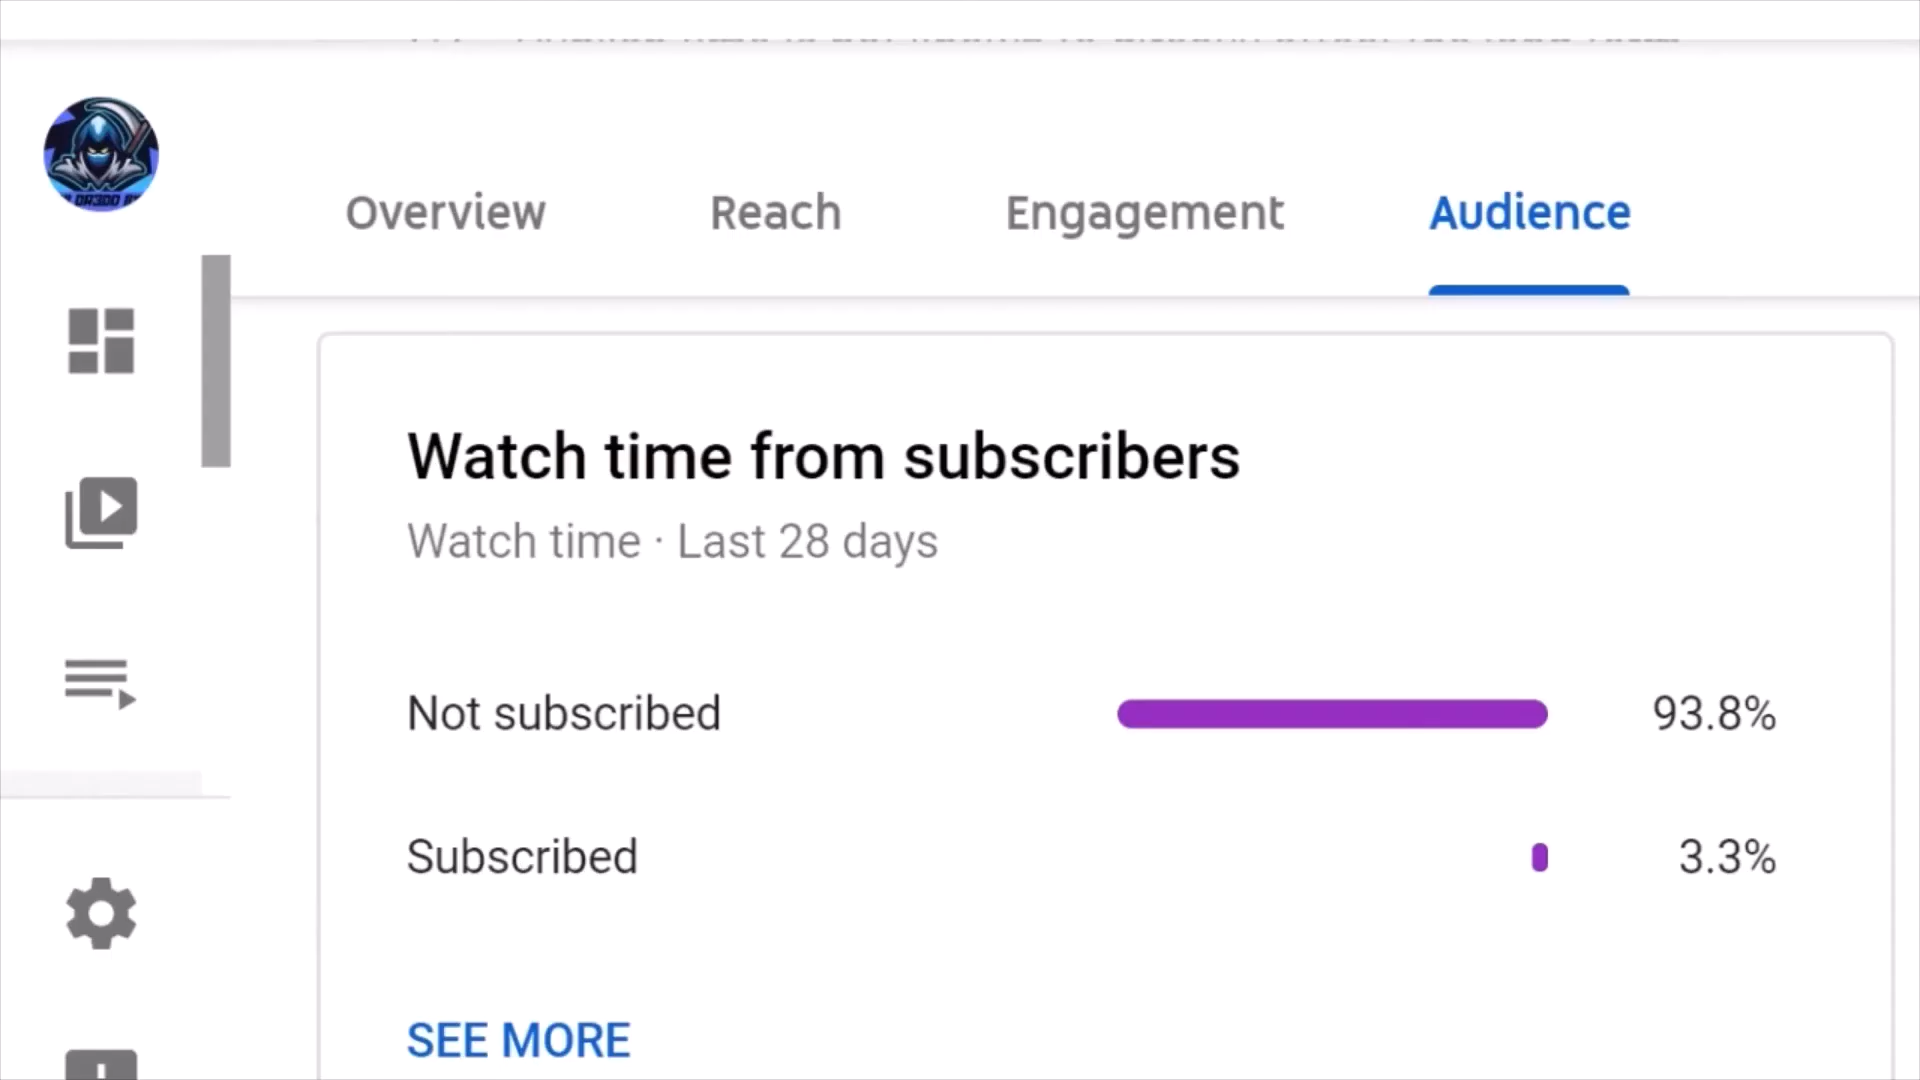 Overview Reach Engagement Audience
Watch time from subscribers
Watch time · Last 28 days
Not subscribed 93.8%
Subscribed 3.3%
SEE MORE